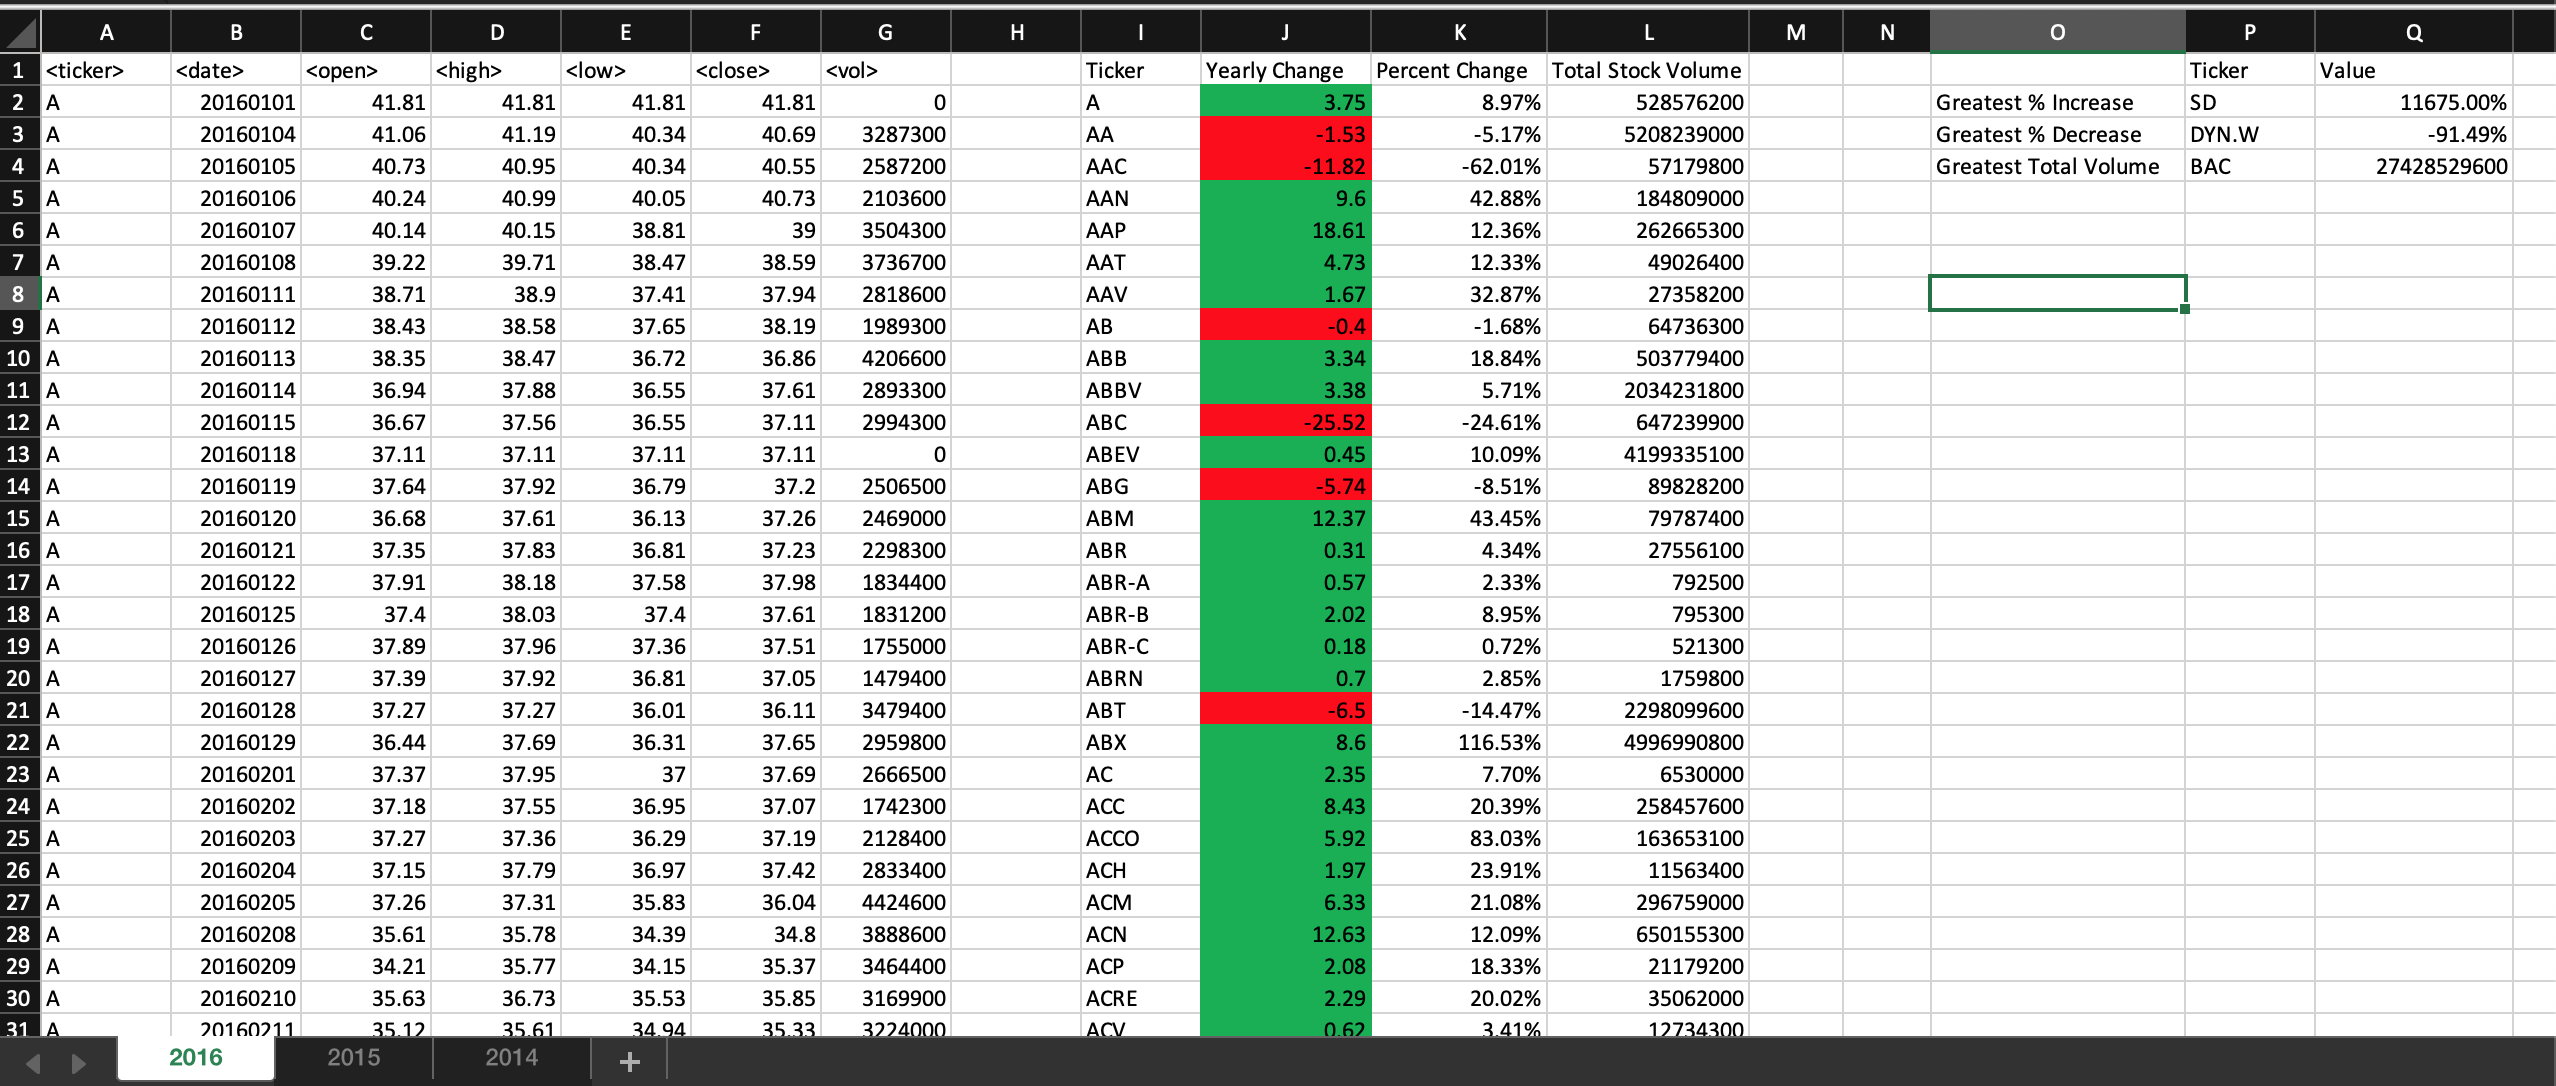 A B C D E F G H I J K L M N O P Q
1 <ticker> <date> <open> <high> <low> <close> <vol> Ticker Yearly Change Percent Change Total Stock Volume Ticker Value
2 A 20160101 41.81 41.81 41.81 41.81 0 A 3.75 8.97% 528576200 Greatest % Increase SD 11675.00%
3 A 20160104 41.06 41.19 40.34 40.69 3287300 AA -1.53 -5.17% 5208239000 Greatest % Decrease DYN.W -91.49%
4 A 20160105 40.73 40.95 40.34 40.55 2587200 AAC -11.82 -62.01% 57179800 Greatest Total Volume BAC 27428529600
5 A 20160106 40.24 40.99 40.05 40.73 2103600 AAN 9.6 42.88% 184809000
6 A 20160107 40.14 40.15 38.81 39 3504300 AAP 18.61 12.36% 262665300
7 A 20160108 39.22 39.71 38.47 38.59 3736700 AAT 4.73 12.33% 49026400
8 A 20160111 38.71 38.9 37.41 37.94 2818600 AAV 1.67 32.87% 27358200
9 A 20160112 38.43 38.58 37.65 38.19 1989300 AB -0.4 -1.68% 64736300
10 A 20160113 38.35 38.47 36.72 36.86 4206600 ABB 3.34 18.84% 503779400
11 A 20160114 36.94 37.88 36.55 37.61 2893300 ABBV 3.38 5.71% 2034231800
12 A 20160115 36.67 37.56 36.55 37.11 2994300 ABC -25.52 -24.61% 647239900
13 A 20160118 37.11 37.11 37.11 37.11 0 ABEV 0.45 10.09% 4199335100
14 A 20160119 37.64 37.92 36.79 37.2 2506500 ABG -5.74 -8.51% 89828200
15 A 20160120 36.68 37.61 36.13 37.26 2469000 ABM 12.37 43.45% 79787400
16 A 20160121 37.35 37.83 36.81 37.23 2298300 ABR 0.31 4.34% 27556100
17 A 20160122 37.91 38.18 37.58 37.98 1834400 ABR-A 0.57 2.33% 792500
18 A 20160125 37.4 38.03 37.4 37.61 1831200 ABR-B 2.02 8.95% 795300
19 A 20160126 37.89 37.96 37.36 37.51 1755000 ABR-C 0.18 0.72% 521300
20 A 20160127 37.39 37.92 36.81 37.05 1479400 ABRN 0.7 2.85% 1759800
21 A 20160128 37.27 37.27 36.01 36.11 3479400 ABT -6.5 -14.47% 2298099600
22 A 20160129 36.44 37.69 36.31 37.65 2959800 ABX 8.6 116.53% 4996990800
23 A 20160201 37.37 37.95 37 37.69 2666500 AC 2.35 7.70% 6530000
24 A 20160202 37.18 37.55 36.95 37.07 1742300 ACC 8.43 20.39% 258457600
25 A 20160203 37.27 37.36 36.29 37.19 2128400 ACCO 5.92 83.03% 163653100
26 A 20160204 37.15 37.79 36.97 37.42 2833400 ACH 1.97 23.91% 11563400
27 A 20160205 37.26 37.31 35.83 36.04 4424600 ACM 6.33 21.08% 296759000
28 A 20160208 35.61 35.78 34.39 34.8 3888600 ACN 12.63 12.09% 650155300
29 A 20160209 34.21 35.77 34.15 35.37 3464400 ACP 2.08 18.33% 21179200
30 A 20160210 35.63 36.73 35.53 35.85 3169900 ACRE 2.29 20.02% 35062000
31 A 20160211 35.12 35.61 34.94 35.33 3224000 ACV 0.62 3.41% 12734300
2016 2015 2014 +